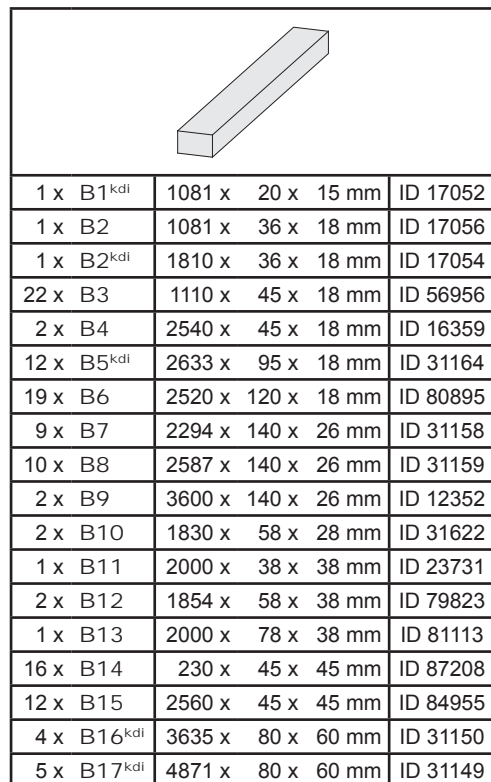 1 x B1kdi 1081 x 20 x 15 mm ID 17052
1 x B2 1081 x 36 x 18 mm ID 17056
1 x B2kdi 1810 x 36 x 18 mm ID 17054
22 x B3 1110 x 45 x 18 mm ID 56956
2 x B4 2540 x 45 x 18 mm ID 16359
12 x B5kdi 2633 x 95 x 18 mm ID 31164
19 x B6 2520 x 120 x 18 mm ID 80895
9 x B7 2294 x 140 x 26 mm ID 31158
10 x B8 2587 x 140 x 26 mm ID 31159
2 x B9 3600 x 140 x 26 mm ID 12352
2 x B10 1830 x 58 x 28 mm ID 31622
1 x B11 2000 x 38 x 38 mm ID 23731
2 x B12 1854 x 58 x 38 mm ID 79823
1 x B13 2000 x 78 x 38 mm ID 81113
16 x B14 230 x 45 x 45 mm ID 87208
12 x B15 2560 x 45 x 45 mm ID 84955
4 x B16kdi 3635 x 80 x 60 mm ID 31150
5 x B17kdi 4871 x 80 x 60 mm ID 31149